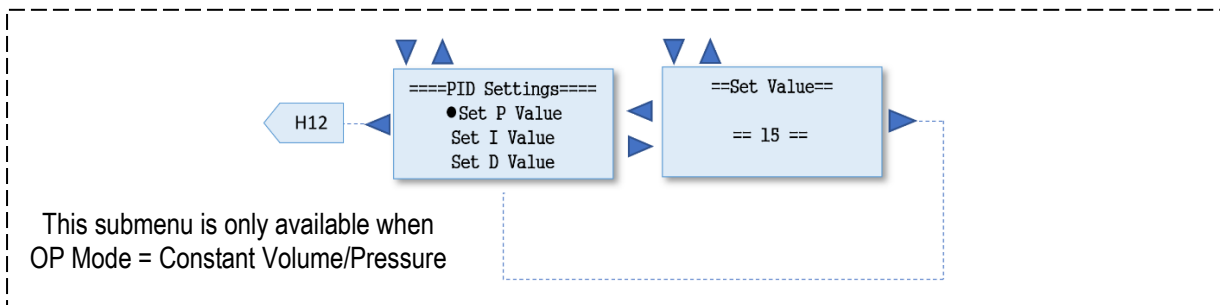 ====PID Settings====
●Set P Value
Set I Value
Set D Value
==Set Value==
== 15 ==
H12
This submenu is only available when
OP Mode = Constant Volume/Pressure